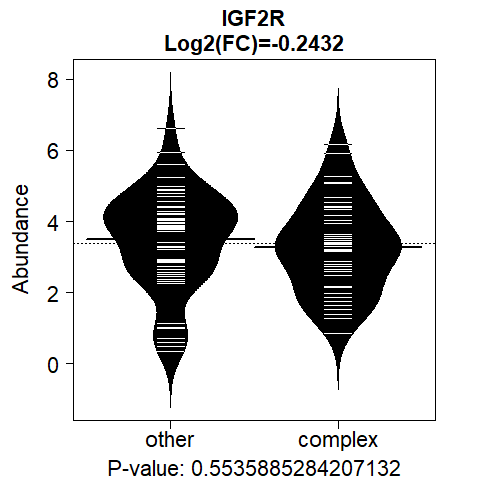 IGF2R
Log2(FC)=-0.2432
Abundance
8
6
4
2
0
other complex
P-value: 0.5535885284207132